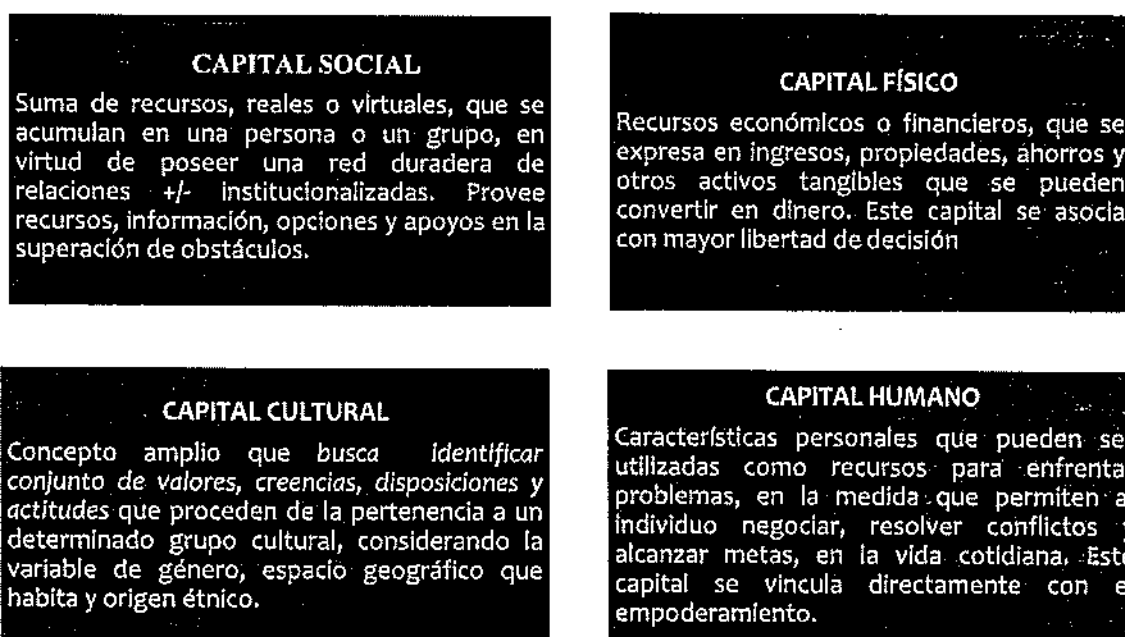 CAPITAL SOCIAL
Suma de recursos, reales o virtuales, que se
acumulan en una persona o un grupo, en
virtud de poseer una red duradera de
relaciones +/- institucionalizadas. Provee
recursos, información, opciones y apoyos en la
superación de obstáculos.
CAPITAL FÍSICO
Recursos económicos o financieros, que se
expresa en ingresos, propiedades, ahorros y
otros activos tangibles que se pueden
convertir en dinero. Este capital se asocia
con mayor libertad de decisión
CAPITAL CULTURAL
Concepto amplio que busca identificar
conjunto de valores, creencias, disposiciones y
actitudes que proceden de la pertenencia a un
determinado grupo cultural, considerando la
variable de género, espacio geográfico que
habita y origen étnico.
CAPITAL HUMANO
Características personales que pueden se
utilizadas como recursos para enfrenta
problemas, en la medida que permiten a
individuo negociar, resolver conflictos
alcanzar metas, en la vida cotidiana. Este
capital se vincula directamente con e
empoderamiento.